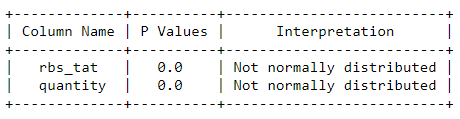 +-------------+----------+--------------------------+
| Column Name | P Values |      Interpretation      |
+-------------+----------+--------------------------+
|   rbs_tat   |   0.0    | Not normally distributed |
|   quantity  |   0.0    | Not normally distributed |
+-------------+----------+--------------------------+